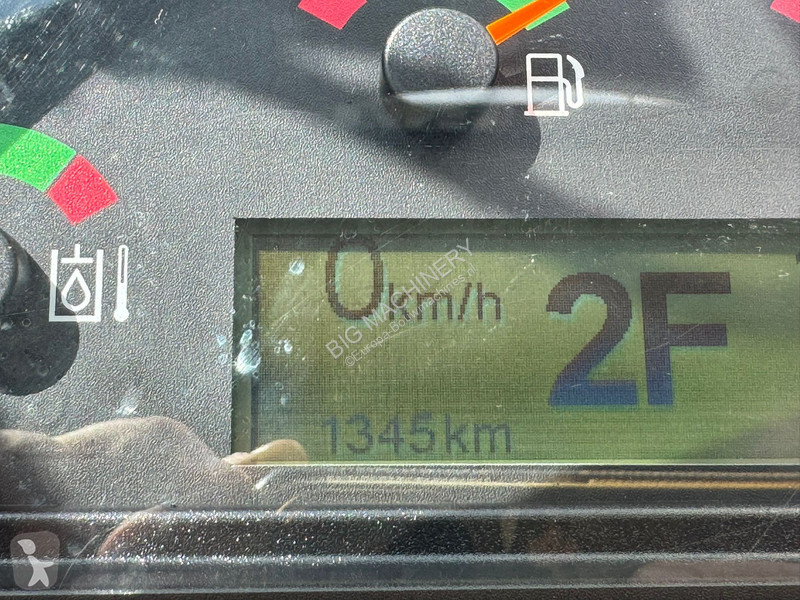 0km/h
2F
1345km
BIG MACHINERY